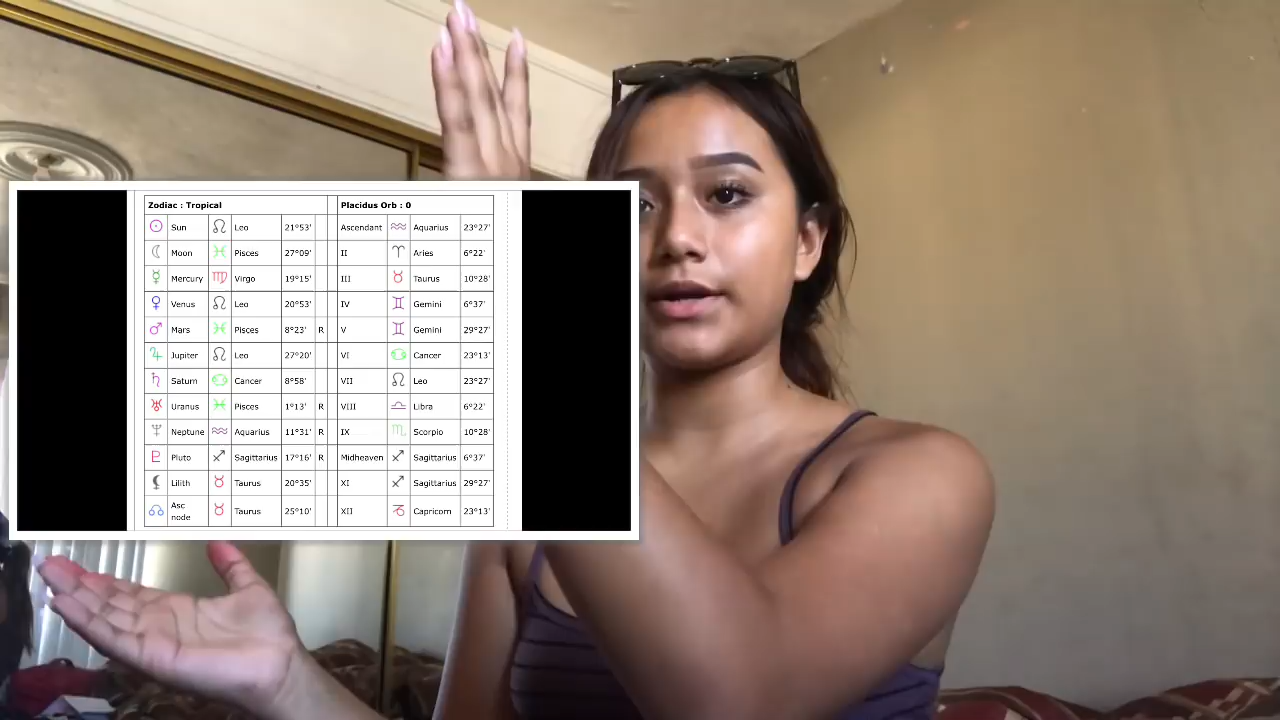 Zodiac : Tropical Placidus Orb : 0
Sun Leo 21°53' Ascendant Aquarius 23°27'
Moon Pisces 27°09' II Aries 6°22'
Mercury Virgo 19°15' III Taurus 10°28'
Venus Leo 20°53' IV Gemini 6°37'
Mars Pisces 8°23' R V Gemini 29°27'
Jupiter Leo 27°20' VI Cancer 23°13'
Saturn Cancer 8°58' VII Leo 23°27'
Uranus Pisces 1°13' R VIII Libra 6°22'
Neptune Aquarius 11°31' R IX Scorpio 10°28'
Pluto Sagittarius 17°16' R Midheaven Sagittarius 6°37'
Lilith Taurus 20°35' XI Sagittarius 29°27'
Asc
node Taurus 25°10' XII Capricorn 23°13'